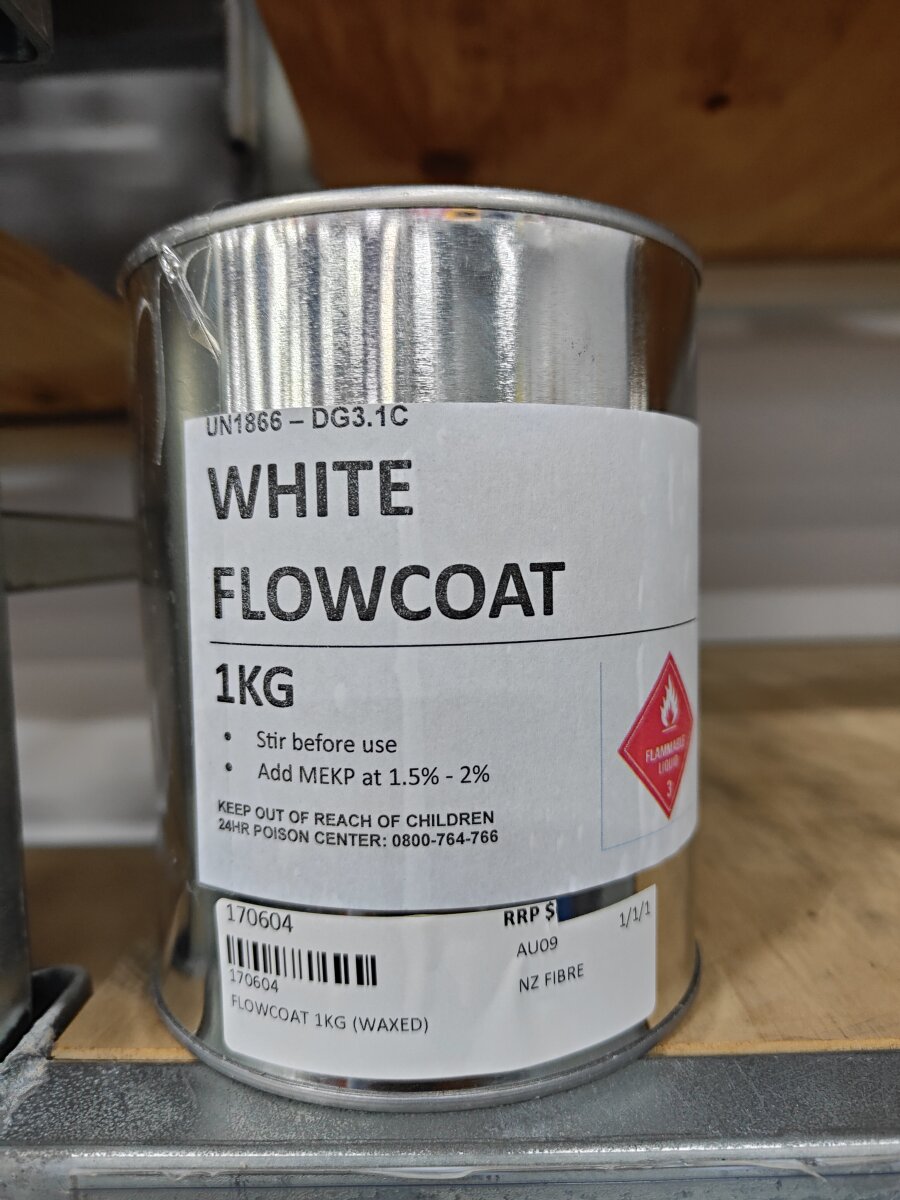 UN1866 – DG3.1C
WHITE
FLOWCOAT
1KG
• Stir before use
• Add MEKP at 1.5% - 2%
KEEP OUT OF REACH OF CHILDREN
24HR POISON CENTER: 0800-764-766
FLAMMABLE
LIQUID
3
170604
RRP $
1/1/1
AU09
170604
NZ FIBRE
FLOWCOAT 1KG (WAXED)